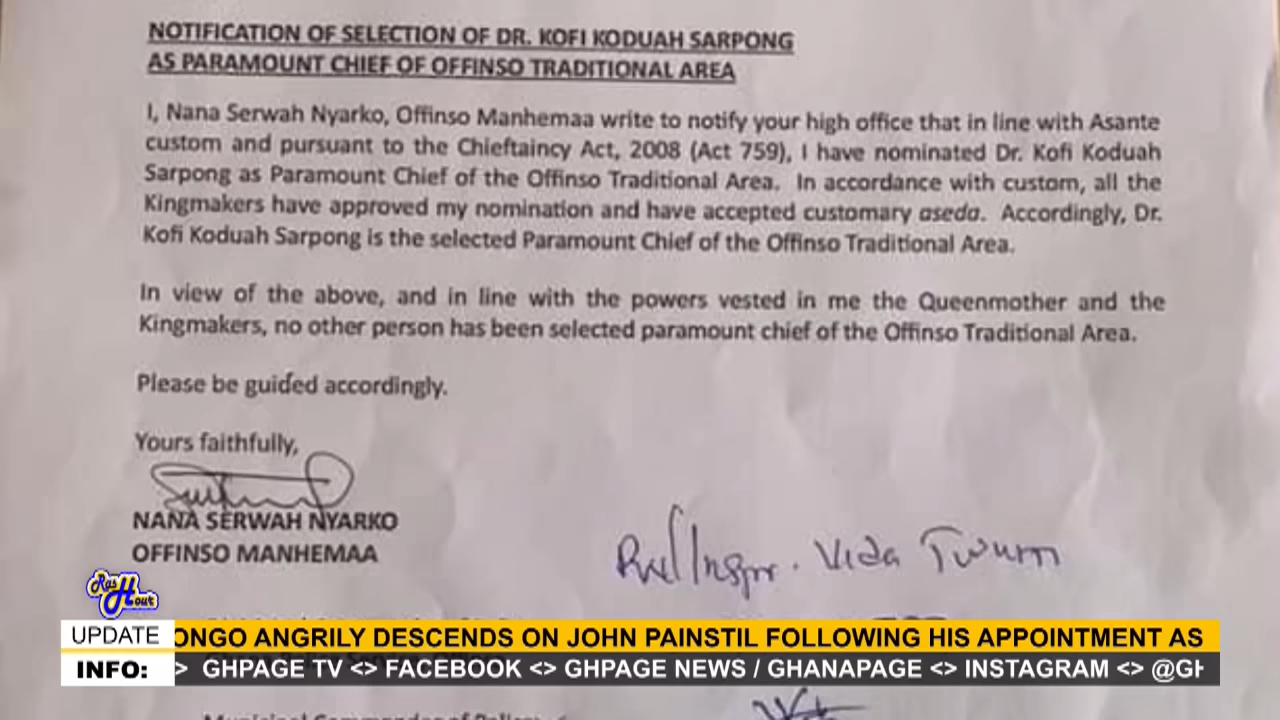 NOTIFICATION OF SELECTION OF DR. KOFI KODUAH SARPONG
AS PARAMOUNT CHIEF OF OFFINSO TRADITIONAL AREA
I, Nana Serwah Nyarko, Offinso Manhemaa write to notify your high office that in line with Asante
custom and pursuant to the Chieftaincy Act, 2008 (Act 759), I have nominated Dr. Kofi Koduah
Sarpong as Paramount Chief of the Offinso Traditional Area. In accordance with custom, all the
Kingmakers have approved my nomination and have accepted customary aseda. Accordingly, Dr.
Kofi Koduah Sarpong is the selected Paramount Chief of the Offinso Traditional Area.
In view of the above, and in line with the powers vested in me the Queenmother and the
Kingmakers, no other person has been selected paramount chief of the Offinso Traditional Area.
Please be guided accordingly.
Yours faithfully,
NANA SERWAH NYARKO
OFFINSO MANHEMAA
Vida Twum
Ras Hour
UPDATE ONGO ANGRILY DESCENDS ON JOHN PAINSTIL FOLLOWING HIS APPOINTMENT AS
INFO: > GHPAGE TV <> FACEBOOK <> GHPAGE NEWS / GHANAPAGE <> INSTAGRAM <> @GH